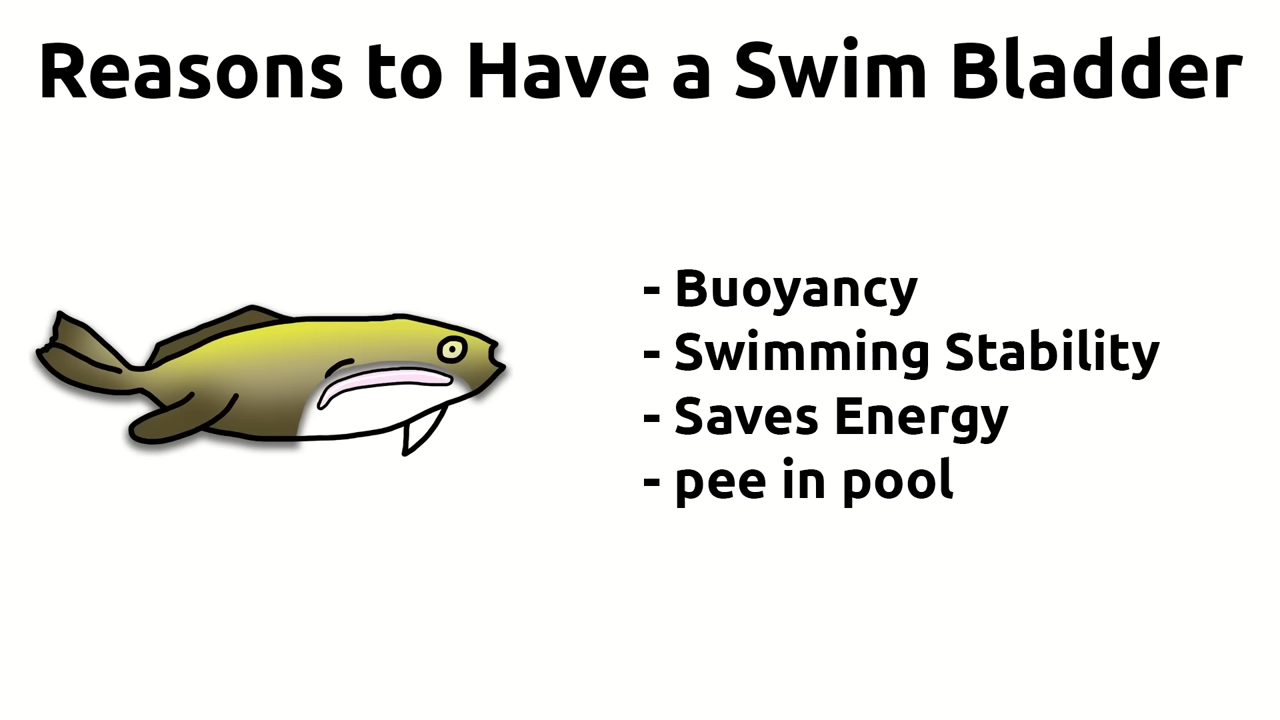 Reasons to Have a Swim Bladder
- Buoyancy
- Swimming Stability
- Saves Energy
- pee in pool